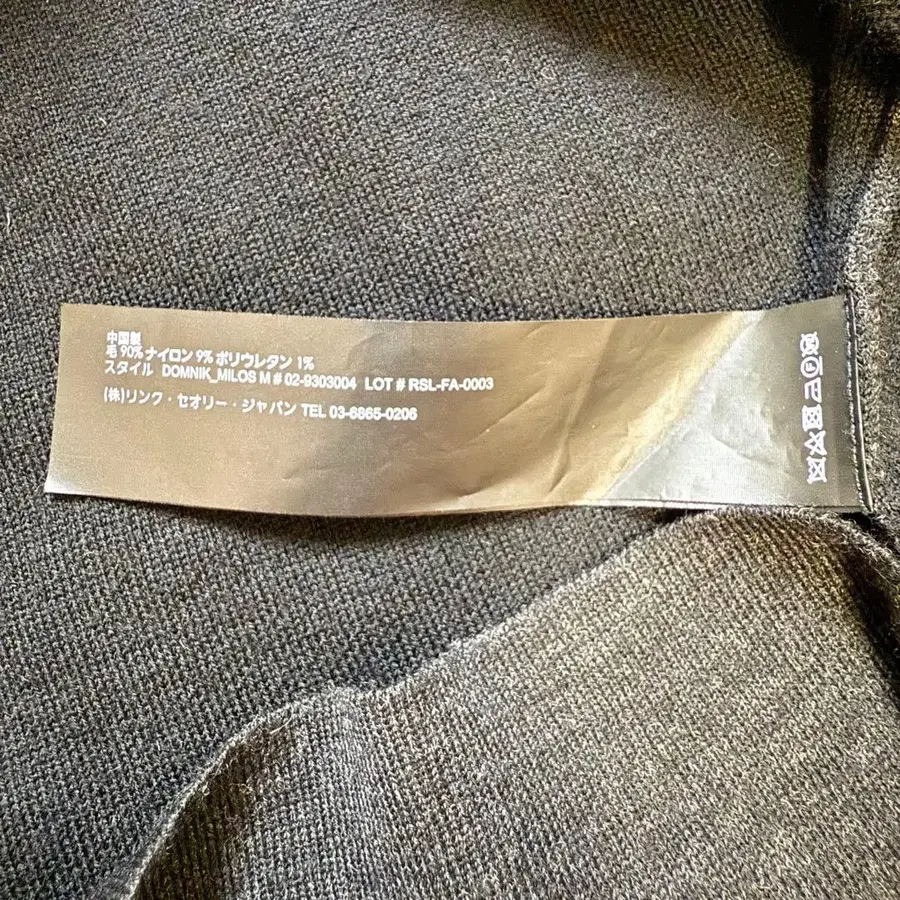 中国製
毛 90% ナイロン 9% ポリウレタン 1%
スタイル DOMNIK_MILOS M # 02-9303004 LOT # RSL-FA-0003
(株)リンク・セオリー・ジャパン TEL 03-6865-0206